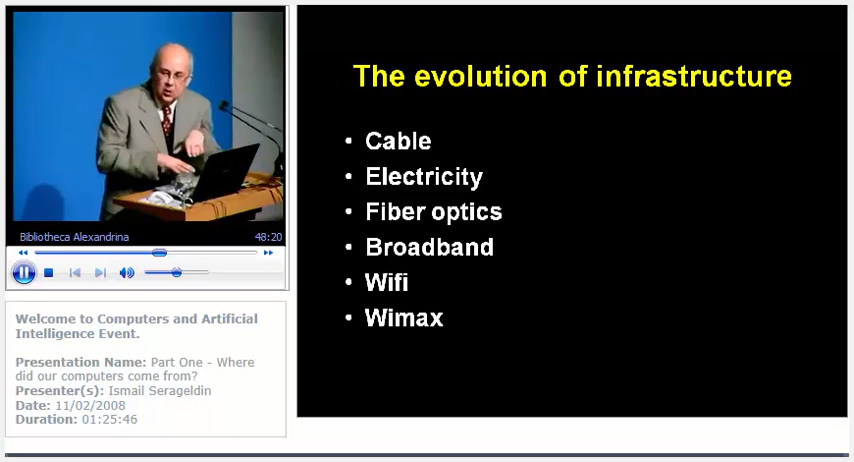 Bibliotheca Alexandrina 48:20
Welcome to Computers and Artificial
Intelligence Event.
Presentation Name: Part One - Where
did our computers come from?
Presenter(s): Ismail Serageldin
Date: 11/02/2008
Duration: 01:25:46
The evolution of infrastructure
• Cable
• Electricity
• Fiber optics
• Broadband
• Wifi
• Wimax